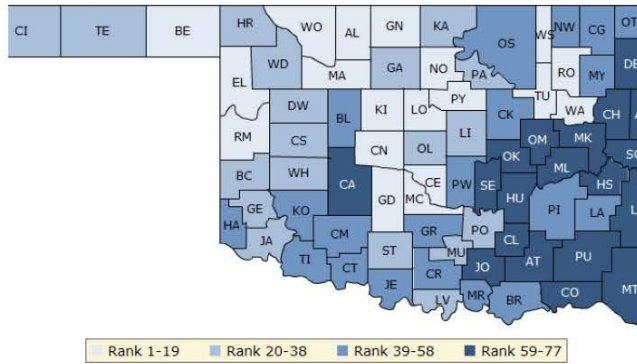 CI TE BE HR WO AL GN KA OS WS NW CG OT
EL WD MA GA NO PA RO MY DE
DW BL KI LO PY TU WA CH
RM CS CN OL LI CK OM MK
BC WH CA CE PW SE OK ML HS
GE KO GD MC HU PI LA
HA JA CM GR PO CL PU
TI CT ST MU JO AT
JE CR LV MR BR CO MT
Rank 1-19 Rank 20-38 Rank 39-58 Rank 59-77